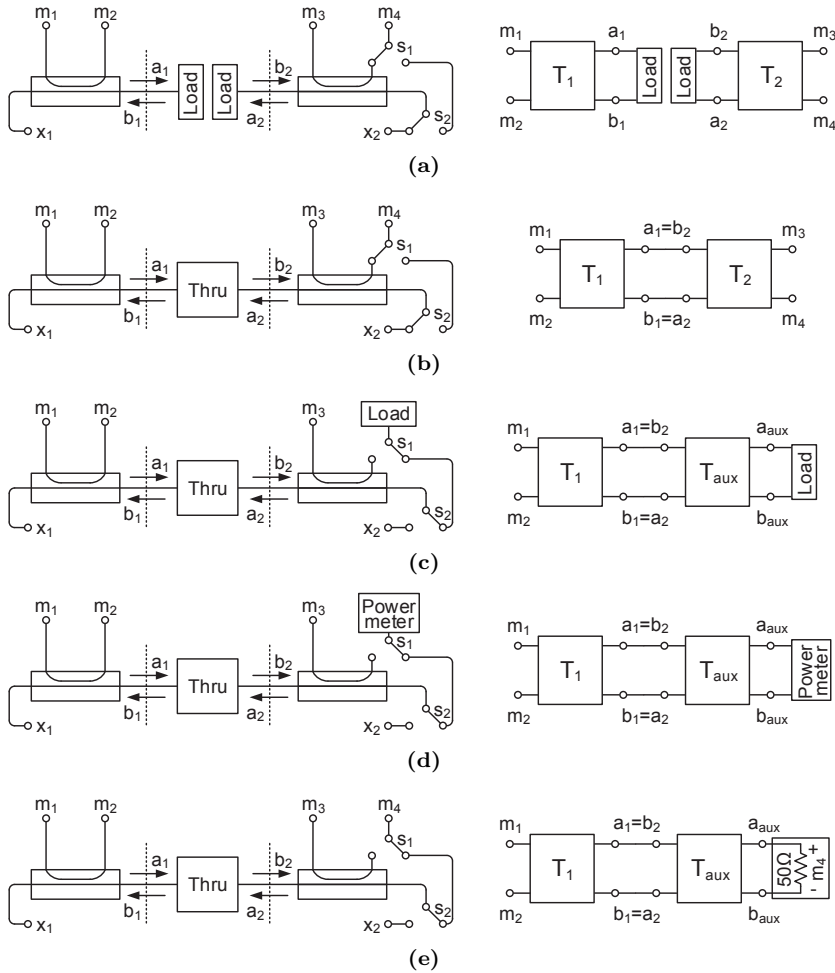 m1 m2 m3 m4
s1
a1 b2
Load Load
b1 a2
s2
x1 x2
m1 a1 b2 m3
T1 Load Load T2
m2 b1 a2 m4
(a)
m1 m2 m3 m4
s1
a1 b2
Thru
b1 a2
s2
x1 x2
m1 a1=b2 m3
T1 T2
m2 b1=a2 m4
(b)
m1 m2 m3 Load
s1
a1 b2
Thru
b1 a2
s2
x1 x2
m1 a1=b2 aaux
T1 Taux Load
m2 b1=a2 baux
(c)
m1 m2 m3 Power
meter
s1
a1 b2
Thru
b1 a2
s2
x1 x2
m1 a1=b2 aaux
T1 Taux Power meter
m2 b1=a2 baux
(d)
m1 m2 m3 m4
s1
a1 b2
Thru
b1 a2
s2
x1 x2
m1 a1=b2 aaux
T1 Taux 50Ω - m4 +
m2 b1=a2 baux
(e)